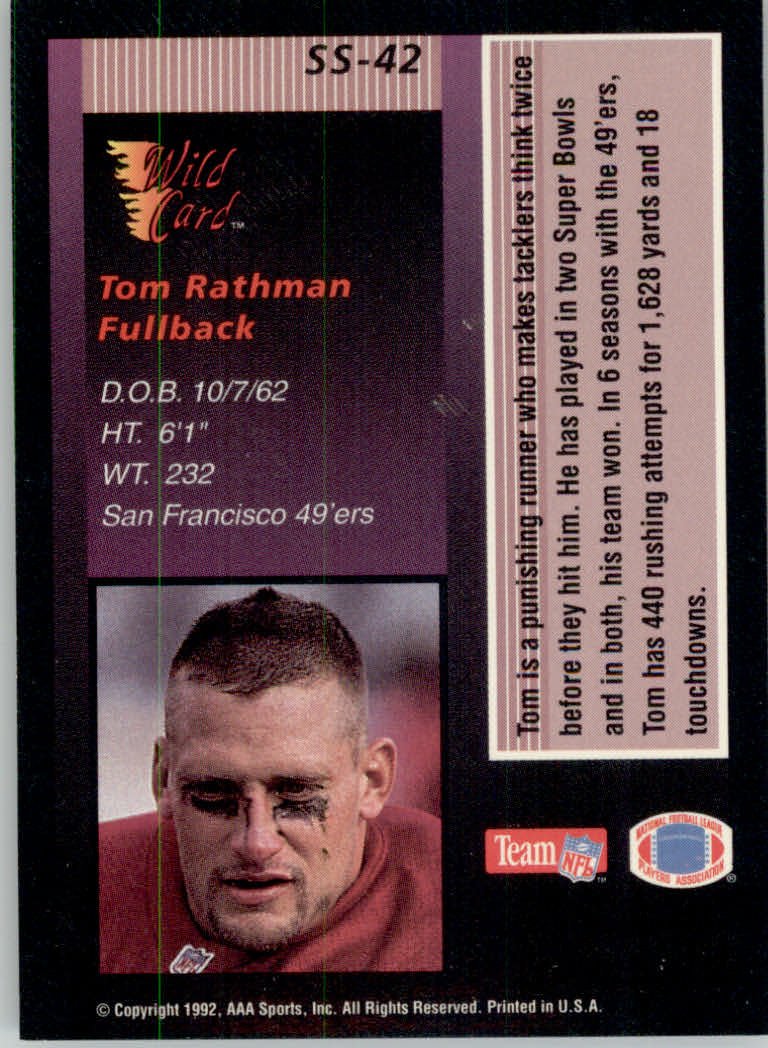 SS-42
Wild
Card™
Tom Rathman
Fullback
D.O.B. 10/7/62
HT. 6'1"
WT. 232
San Francisco 49'ers
Tom is a punishing runner who makes tacklers think twice
before they hit him. He has played in two Super Bowls
and in both, his team won. In 6 seasons with the 49'ers,
Tom has 440 rushing attempts for 1,628 yards and 18
touchdowns.
NFL
Team NFL™
NATIONAL FOOTBALL LEAGUE
PLAYERS ASSOCIATION®
© Copyright 1992, AAA Sports, Inc. All Rights Reserved. Printed in U.S.A.